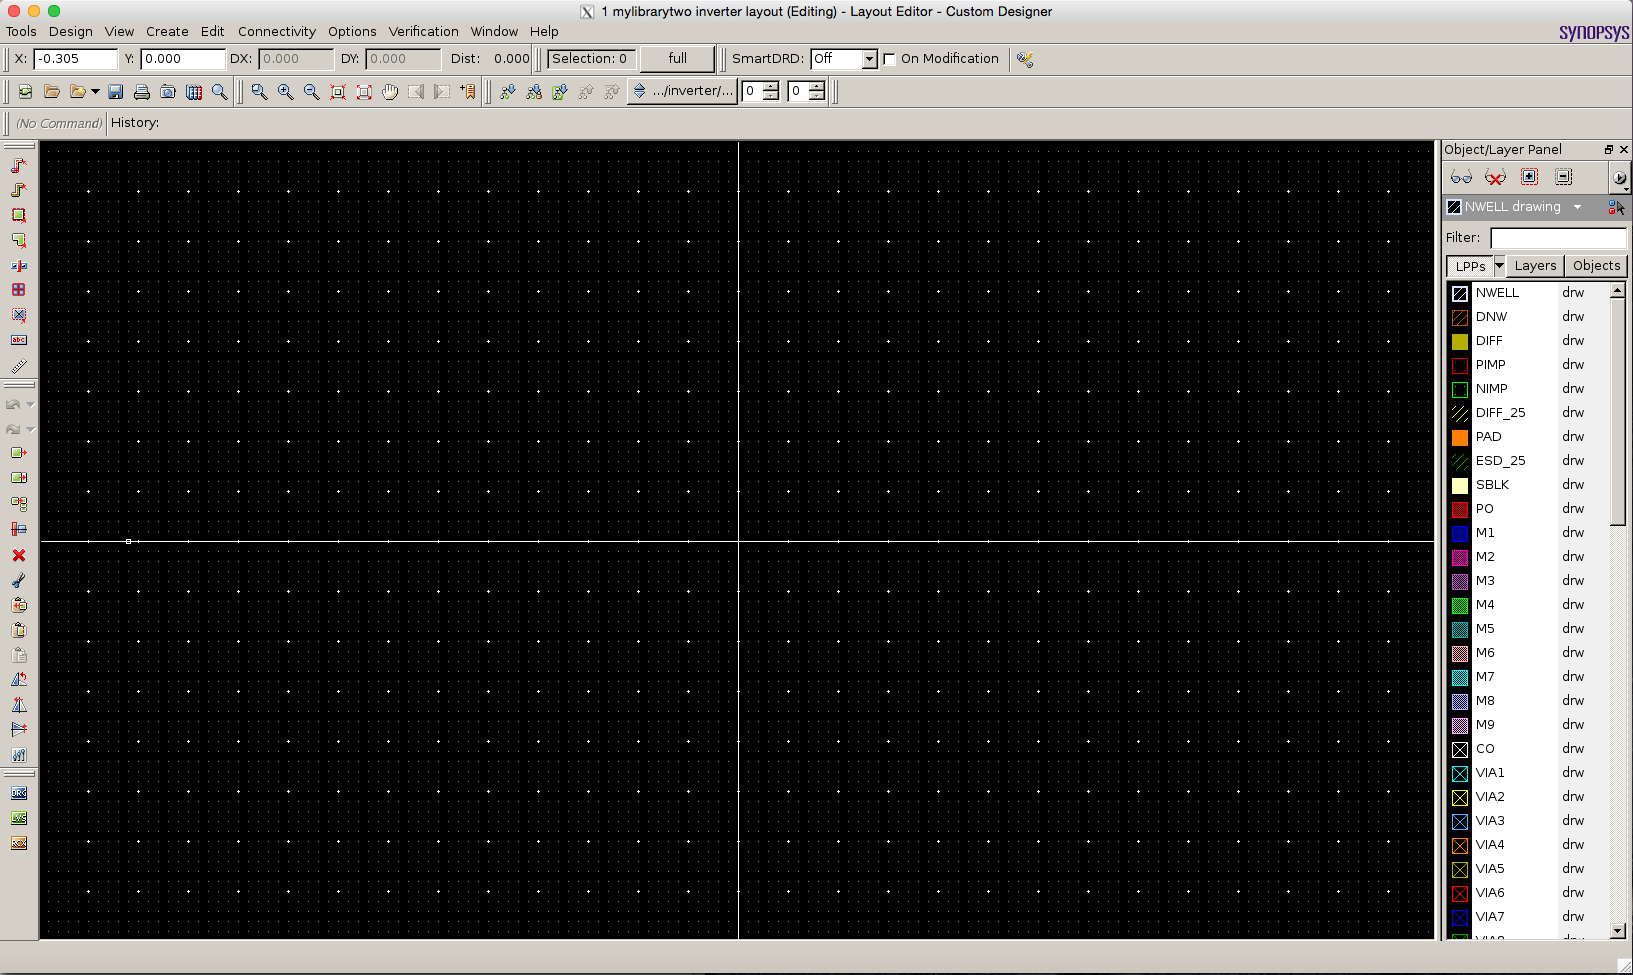 1 mylibrarytwo inverter layout (Editing) - Layout Editor - Custom Designer
Tools Design View Create Edit Connectivity Options Verification Window Help
SYNOPSYS
X: -0.305 Y: 0.000 DX: 0.000 DY: 0.000 Dist: 0.000 Selection: 0 full SmartDRD: Off On Modification
.../inverter/... 0 0
(No Command) History:
Object/Layer Panel
NWELL drawing
Filter:
LPPs Layers Objects
NWELL drw
DNW drw
DIFF drw
PIMP drw
NIMP drw
DIFF_25 drw
PAD drw
ESD_25 drw
SBLK drw
PO drw
M1 drw
M2 drw
M3 drw
M4 drw
M5 drw
M6 drw
M7 drw
M8 drw
M9 drw
CO drw
VIA1 drw
VIA2 drw
VIA3 drw
VIA4 drw
VIA5 drw
VIA6 drw
VIA7 drw
abc
DRC
LVS